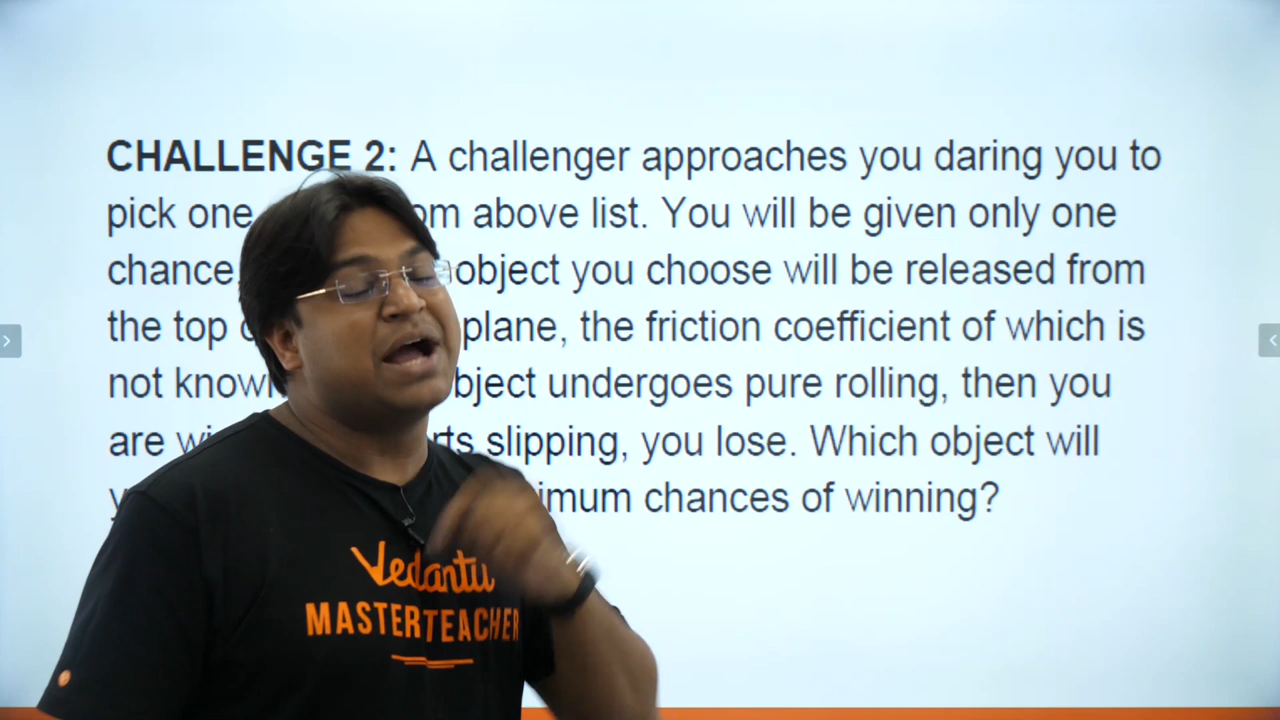 CHALLENGE 2: A challenger approaches you daring you to
pick one om above list. You will be given only one
chance object you choose will be released from
the top plane, the friction coefficient of which is
not know bject undergoes pure rolling, then you
are wi rts slipping, you lose. Which object will
y imum chances of winning?
Vedantu
MASTERTEACHER